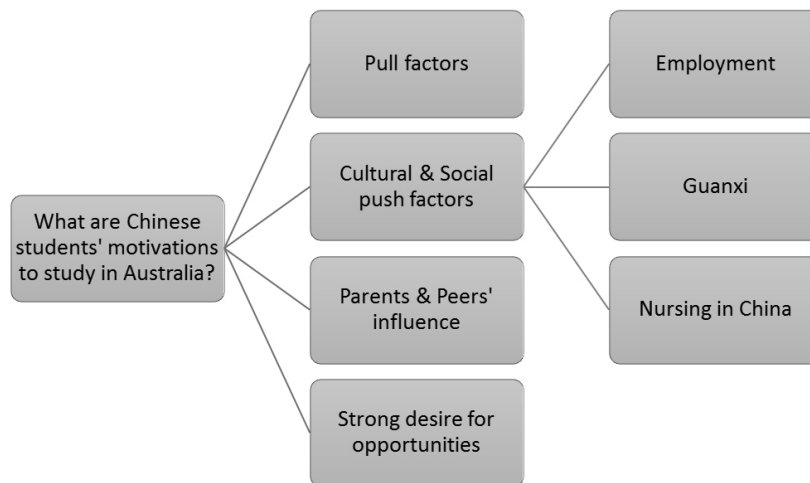 What are Chinese
students' motivations
to study in Australia?
Pull factors
Cultural & Social
push factors
Parents & Peers'
influence
Strong desire for
opportunities
Employment
Guanxi
Nursing in China